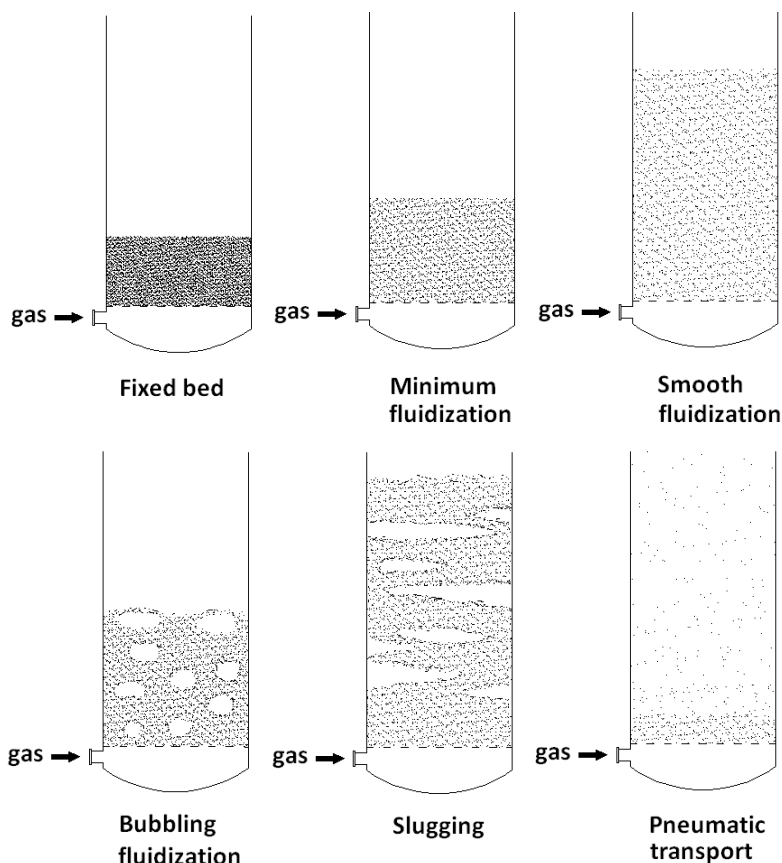 gas
gas
gas
Fixed bed
Minimum
fluidization
Smooth
fluidization
gas
gas
gas
Bubbling
fluidization
Slugging
Pneumatic
transport